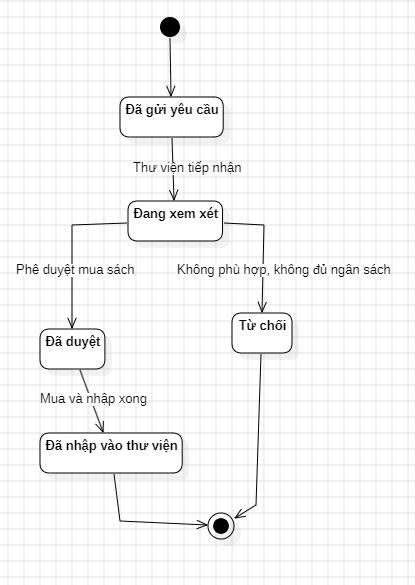 Đã gửi yêu cầu
Thư viện tiếp nhận
Đang xem xét
Phê duyệt mua sách
Không phù hợp, không đủ ngân sách
Từ chối
Đã duyệt
Mua và nhập xong
Đã nhập vào thư viện